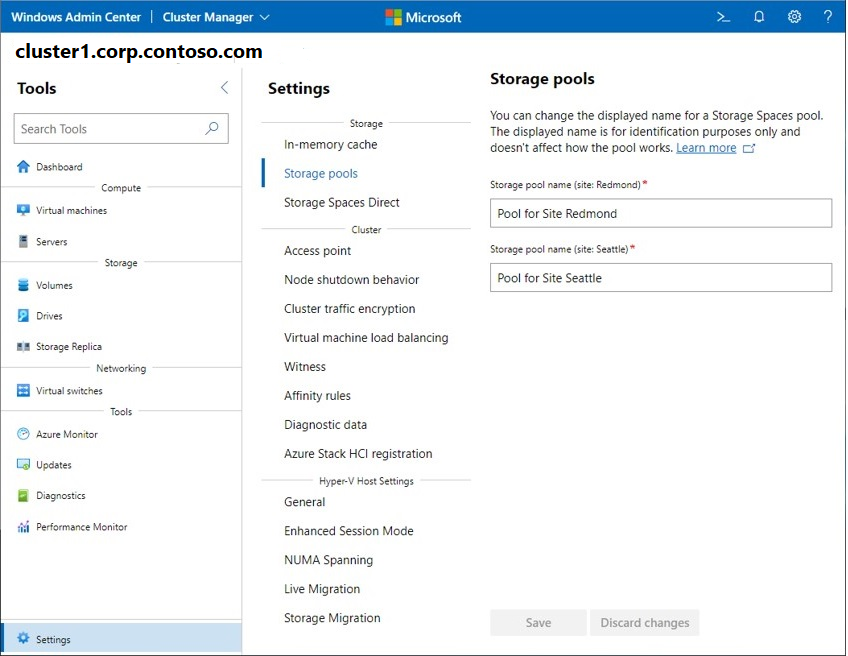 Windows Admin Center | Cluster Manager
Microsoft
?
cluster1.corp.contoso.com
Tools
Search Tools
Dashboard
Compute
Virtual machines
Servers
Storage
Volumes
Drives
Storage Replica
Networking
Virtual switches
Tools
Azure Monitor
Updates
Diagnostics
Performance Monitor
Settings
Settings
Storage
In-memory cache
Storage pools
Storage Spaces Direct
Cluster
Access point
Node shutdown behavior
Cluster traffic encryption
Virtual machine load balancing
Witness
Affinity rules
Diagnostic data
Azure Stack HCI registration
Hyper-V Host Settings
General
Enhanced Session Mode
NUMA Spanning
Live Migration
Storage Migration
Storage pools
You can change the displayed name for a Storage Spaces pool.
The displayed name is for identification purposes only and
doesn't affect how the pool works. Learn more
Storage pool name (site: Redmond) *
Pool for Site Redmond
Storage pool name (site: Seattle) *
Pool for Site Seattle
Save
Discard changes